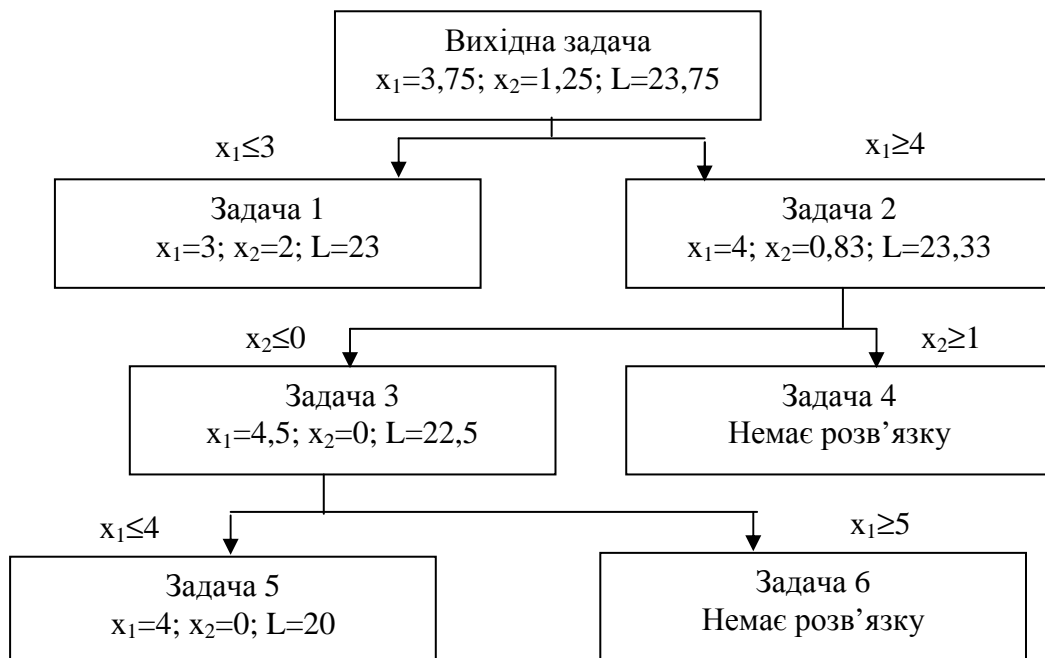 Вихідна задача
x₁=3,75; x₂=1,25; L=23,75
x₁≤3
x₁≥4
Задача 1
x₁=3; x₂=2; L=23
Задача 2
x₁=4; x₂=0,83; L=23,33
x₂≤0
x₂≥1
Задача 3
x₁=4,5; x₂=0; L=22,5
Задача 4
Немає розв’язку
x₁≤4
x₁≥5
Задача 5
x₁=4; x₂=0; L=20
Задача 6
Немає розв’язку